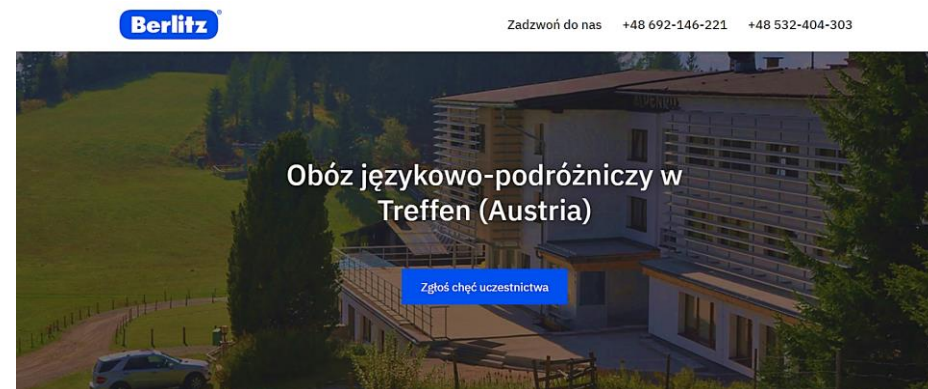 Berlitz
Zadzwoń do nas +48 692-146-221 +48 532-404-303
Obóz językowo-podróżniczy w
Treffen (Austria)
Zgłoś chęć uczestnictwa